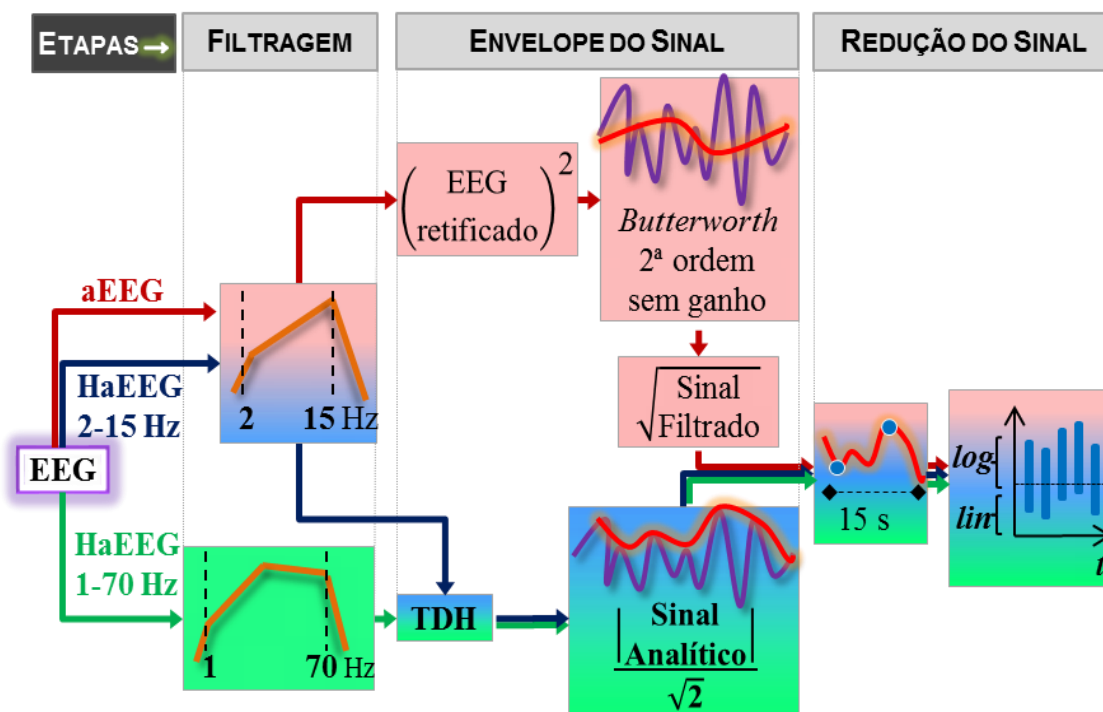 ETAPAS →
FILTRAGEM
ENVELOPE DO SINAL
REDUÇÃO DO SINAL
EEG
aEEG
HaEEG
2-15 Hz
HaEEG
1-70 Hz
2 15 Hz
1 70 Hz
(EEG
retificado)²
Butterworth
2ª ordem
sem ganho
√Sinal
Filtrado
TDH
|Sinal
Analítico|
√2
15 s
log
lin
t